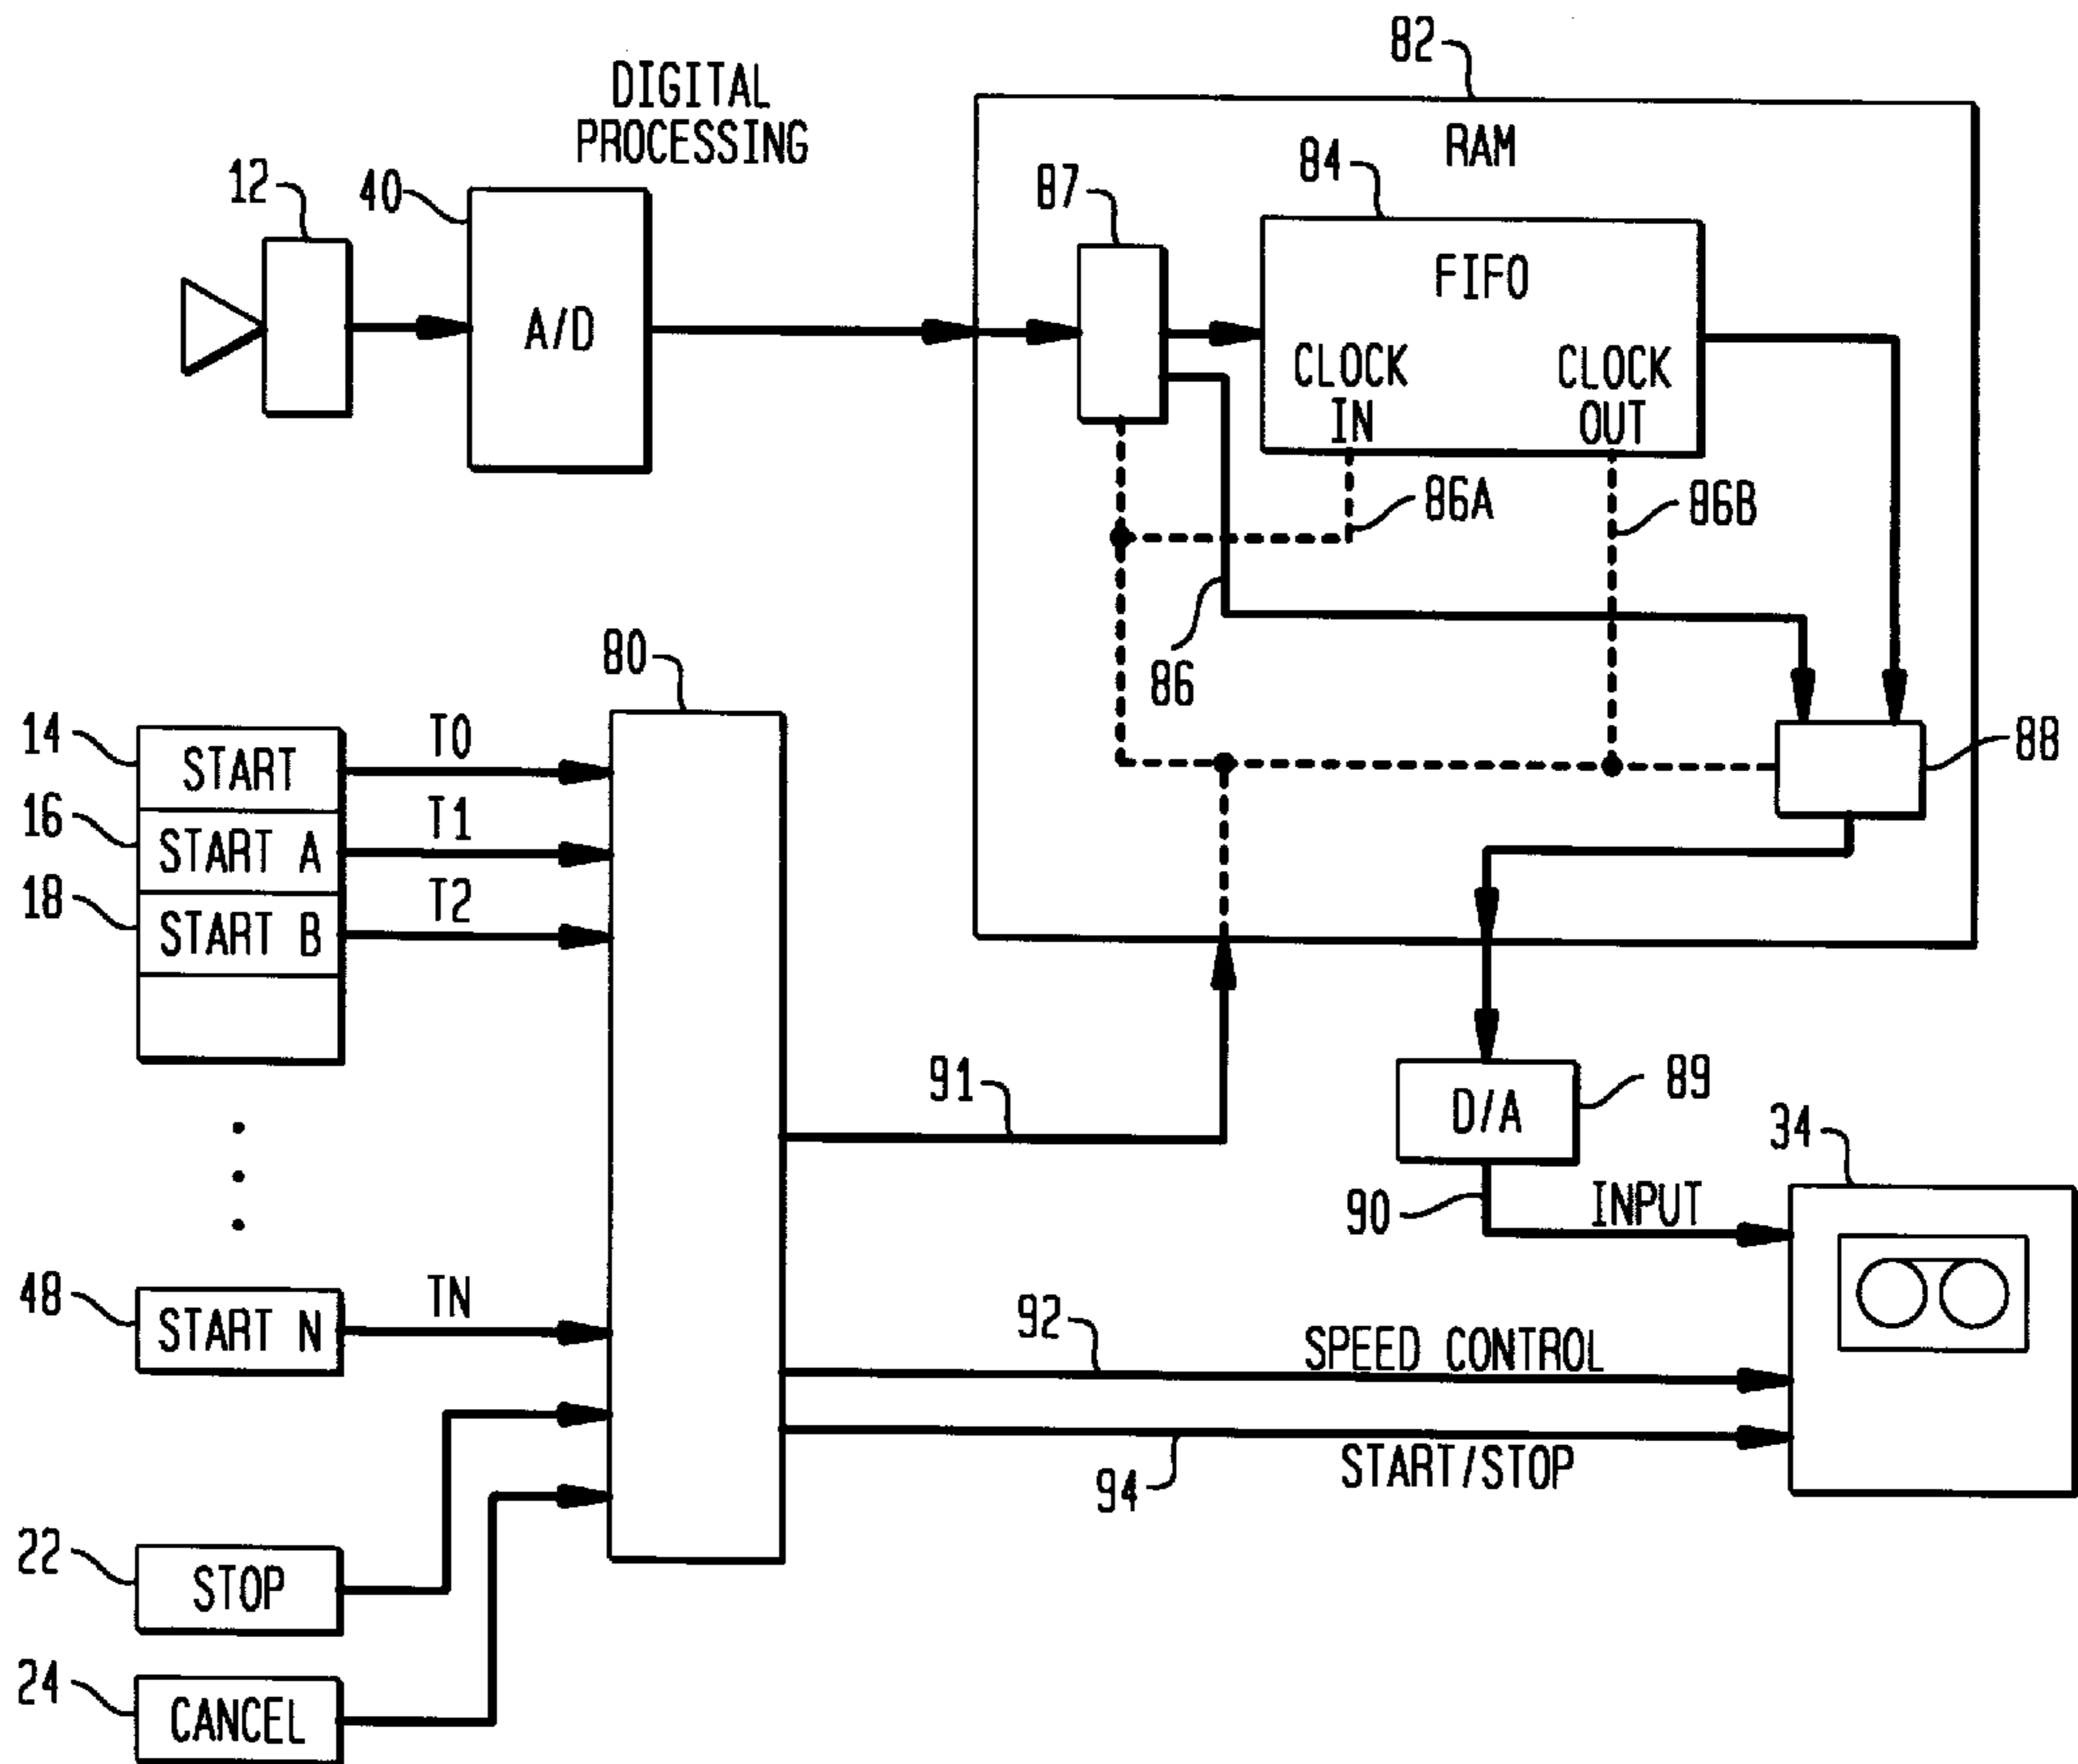 82
DIGITAL
PROCESSING
RAM
12
40
87
84
FIFO
A/D
CLOCK
IN
CLOCK
OUT
86A
86B
86
80
88
14
START
T0
16
START A
T1
18
START B
T2
91
89
D/A
34
90
INPUT
48
START N
TN
92
SPEED CONTROL
94
START/STOP
22
STOP
24
CANCEL